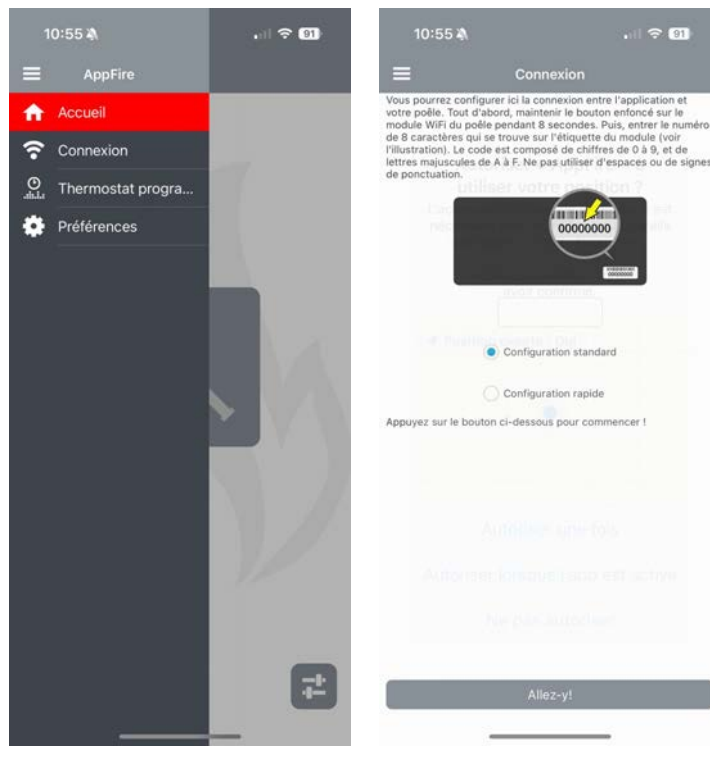 10:55
91
AppFire
Accueil
Connexion
Thermostat progra...
Préférences
10:55
91
Connexion
Vous pourrez configurer ici la connexion entre l'application et
votre poêle. Tout d'abord, maintenir le bouton enfoncé sur le
module WiFi du poêle pendant 8 secondes. Puis, entrer le numéro
de 8 caractères qui se trouve sur l'étiquette du module (voir
l'illustration). Le code est composé de chiffres de 0 à 9, et de
lettres majuscules de A à F. Ne pas utiliser d'espaces ou de signes
de ponctuation.
utiliser votre position ?
00000000
00000000
Configuration standard
Configuration rapide
Appuyez sur le bouton ci-dessous pour commencer !
Autoriser une fois
Autoriser lorsque l'app est active
Ne pas autoriser
Allez-y!